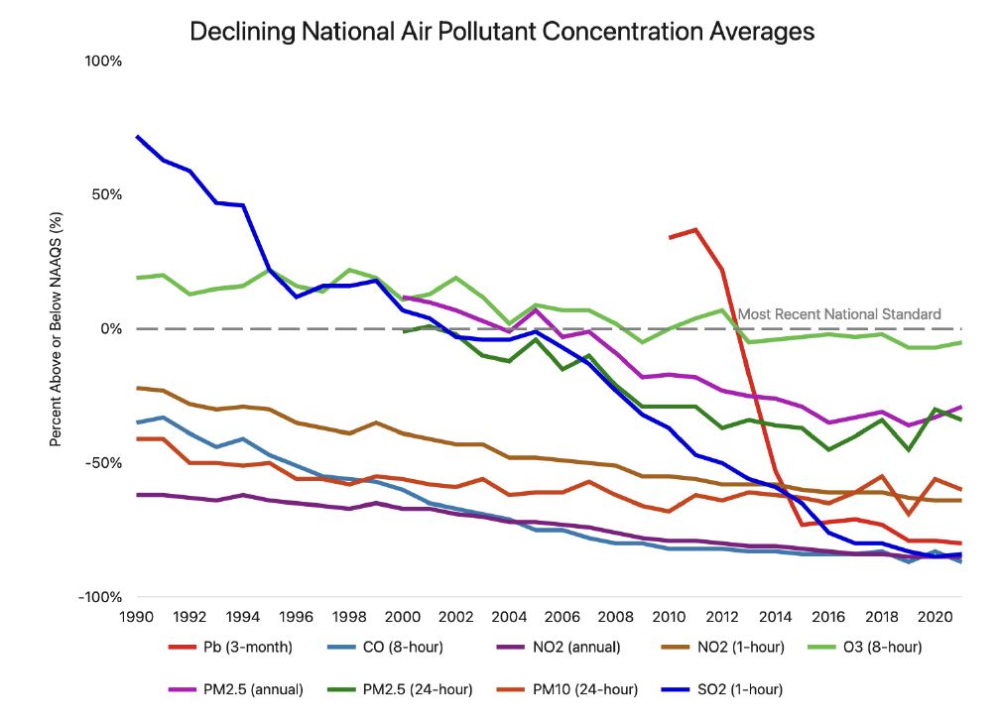 Declining National Air Pollutant Concentration Averages
100%
50%
0%
-50%
-100%
Percent Above or Below NAAQS (%)
Most Recent National Standard
1990 1992 1994 1996 1998 2000 2002 2004 2006 2008 2010 2012 2014 2016 2018 2020
Pb (3-month) CO (8-hour) NO2 (annual) NO2 (1-hour) O3 (8-hour)
PM2.5 (annual) PM2.5 (24-hour) PM10 (24-hour) SO2 (1-hour)